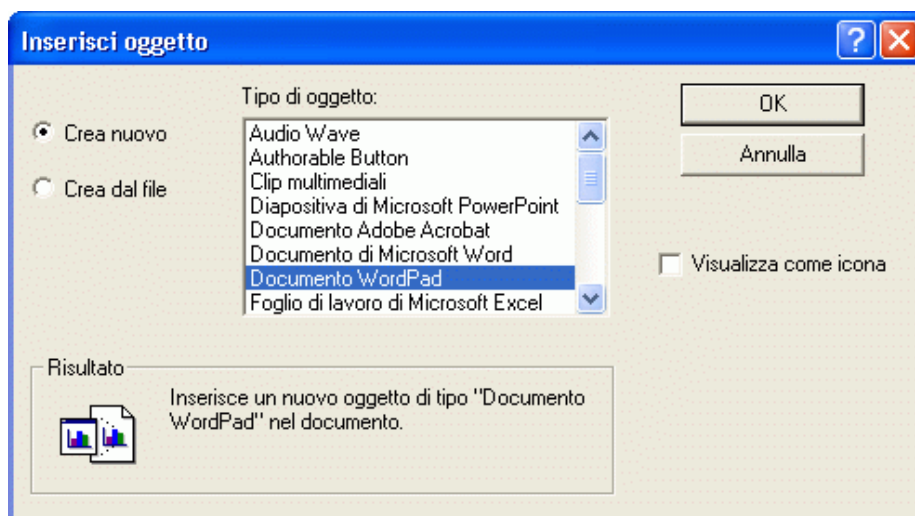 Inserisci oggetto
?
Tipo di oggetto:
Crea nuovo
Crea dal file
Audio Wave
Authorable Button
Clip multimediali
Diapositiva di Microsoft PowerPoint
Documento Adobe Acrobat
Documento di Microsoft Word
Documento WordPad
Foglio di lavoro di Microsoft Excel
OK
Annulla
Visualizza come icona
Risultato
Inserisce un nuovo oggetto di tipo "Documento
WordPad" nel documento.